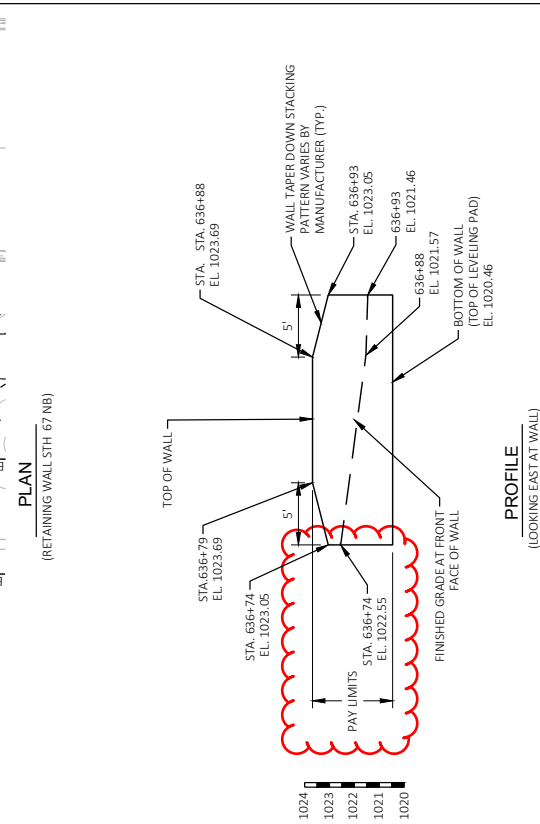 PLAN
(RETAINING WALL STH 67 NB)
TOP OF WALL
STA.636+79
EL. 1023.69
STA. STA. 636+88
EL. 1023.69
WALL TAPER DOWN STACKING
PATTERN VARIES BY
MANUFACTURER (TYP.)
5'
5'
STA. 636+74
EL. 1023.05
STA. 636+93
EL. 1023.05
636+93
EL. 1021.46
636+88
EL. 1021.57
STA. 636+74
EL. 1022.55
PAY LIMITS
FINISHED GRADE AT FRONT
FACE OF WALL
BOTTOM OF WALL
(TOP OF LEVELING PAD)
EL. 1020.46
1024
1023
1022
1021
1020
PROFILE
(LOOKING EAST AT WALL)